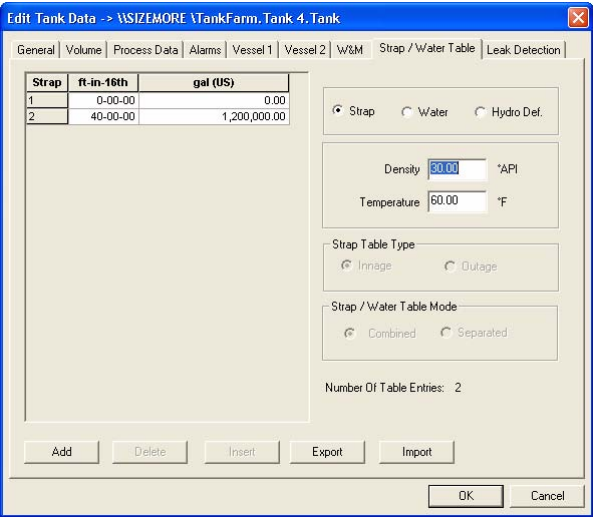 Edit Tank Data -> \\SIZEMORE \TankFarm.Tank 4.Tank
General Volume Process Data Alarms Vessel 1 Vessel 2 W&M Strap / Water Table Leak Detection
Strap ft-in-16th gal (US)
1 0-00-00 0.00
2 40-00-00 1,200,000.00
Strap Water Hydro Def.
Density 30.00 °API
Temperature 60.00 °F
Strap Table Type
Innage Outage
Strap / Water Table Mode
Combined Separated
Number Of Table Entries: 2
Add Delete Insert Export Import
OK Cancel